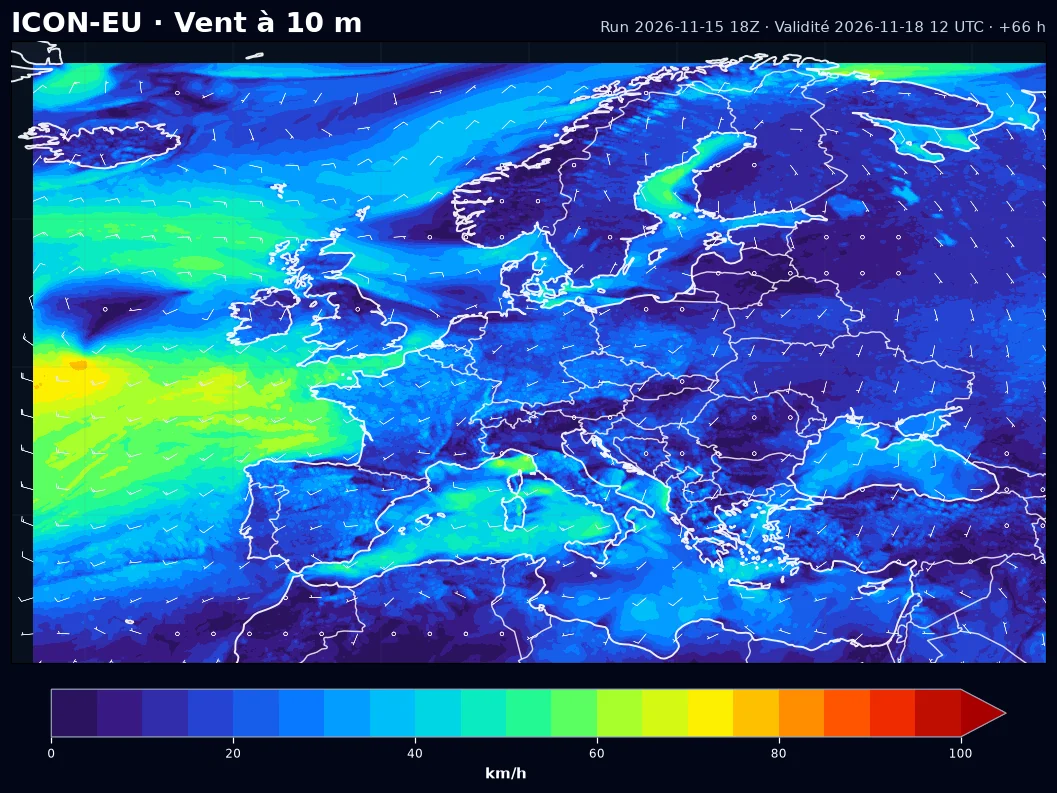 ICON-EU · Vent à 10 m
Run 2026-11-15 18Z · Validité 2026-11-18 12 UTC · +66 h
0 20 40 60 80 100
km/h